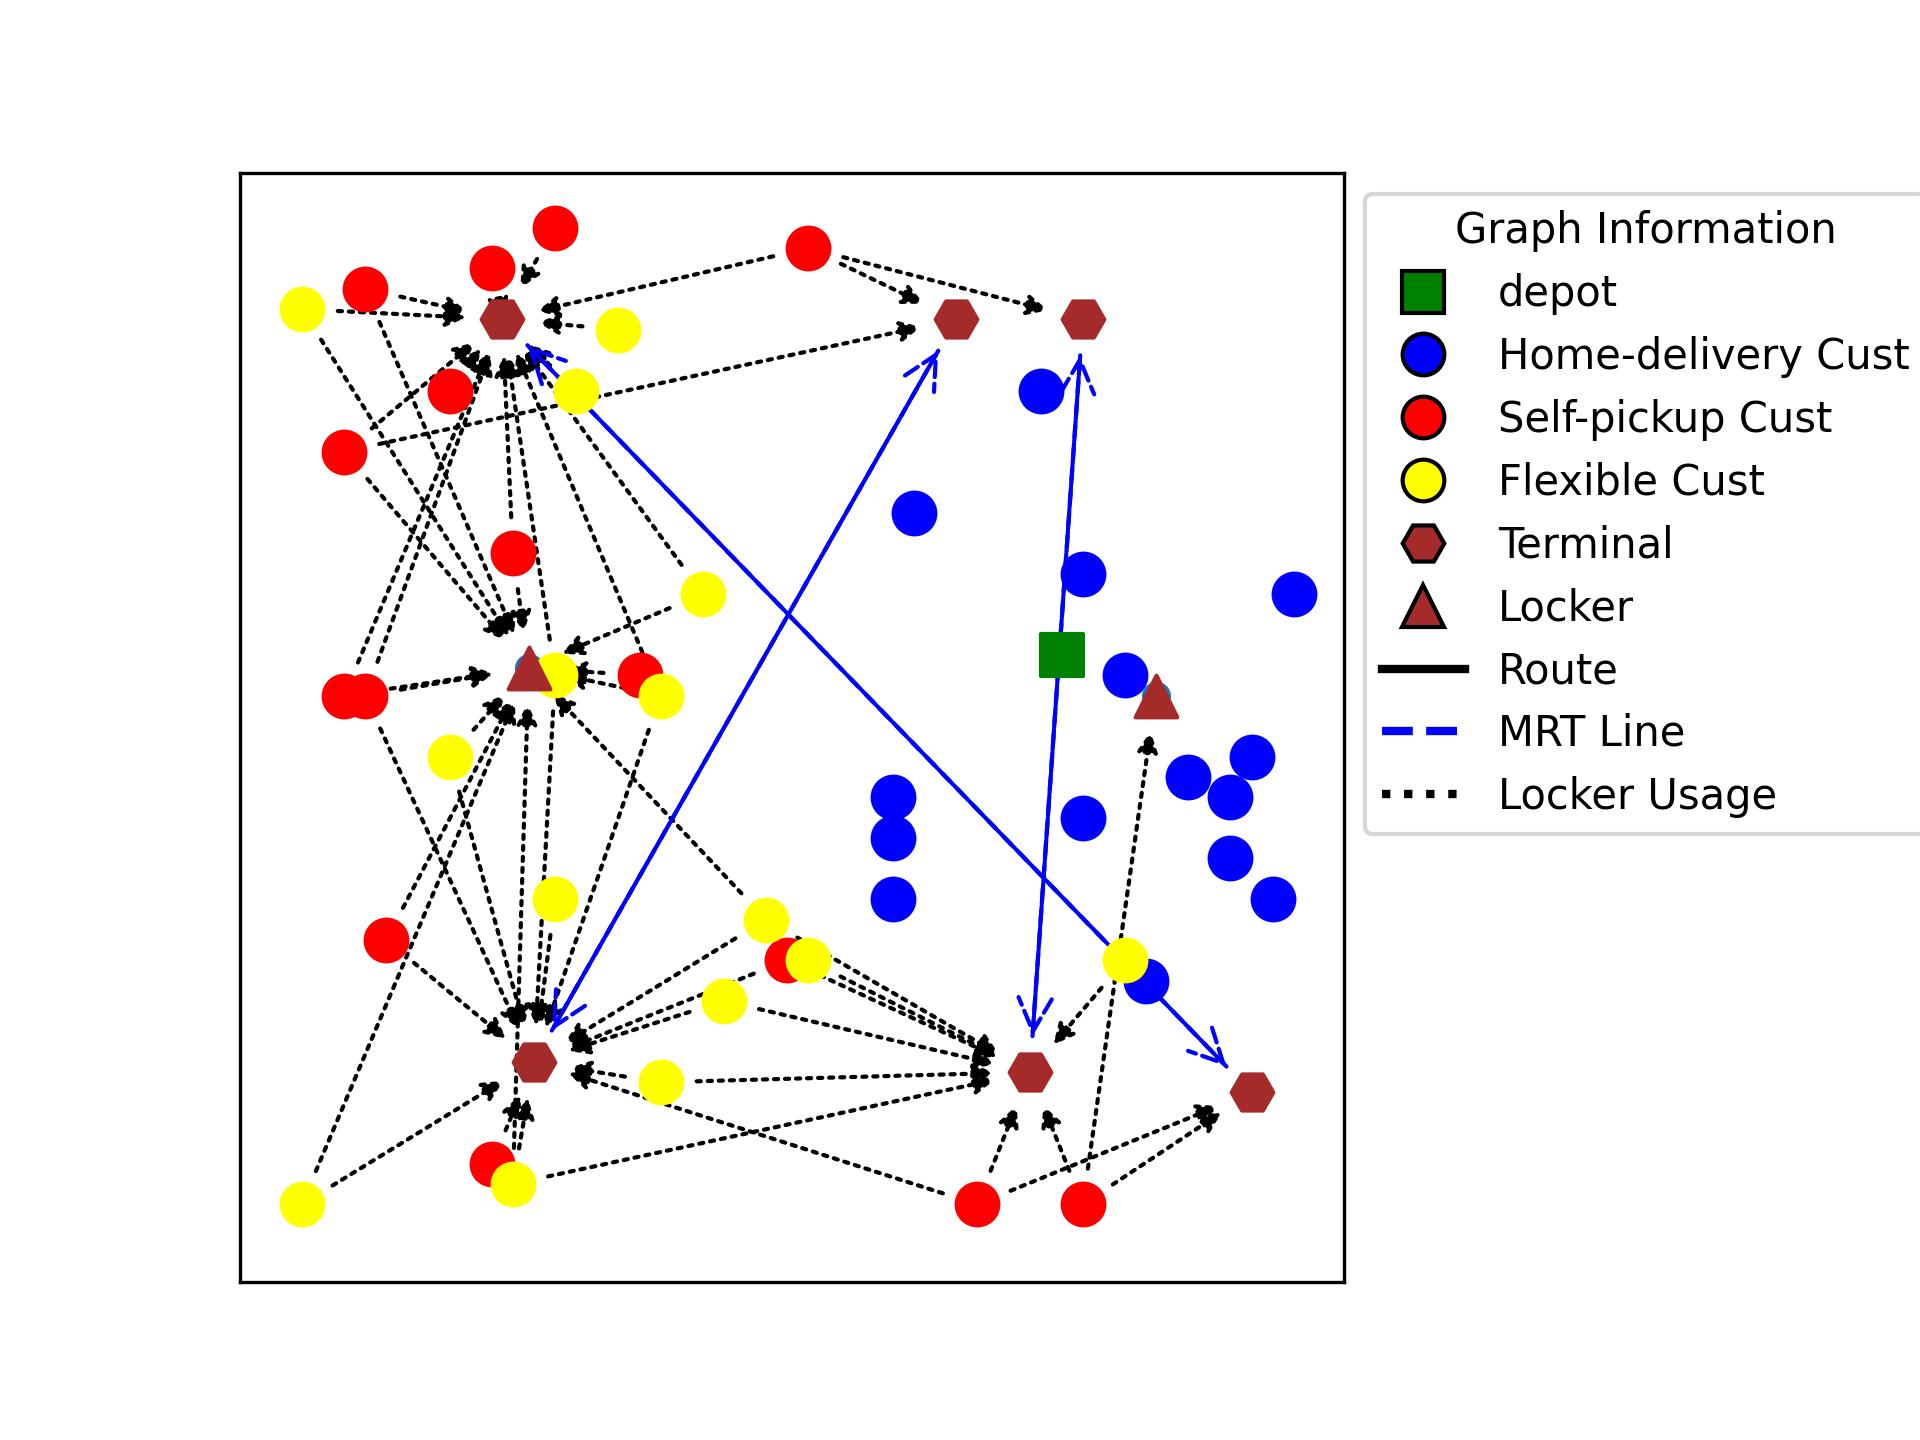 Graph Information
depot
Home-delivery Cust
Self-pickup Cust
Flexible Cust
Terminal
Locker
Route
MRT Line
Locker Usage